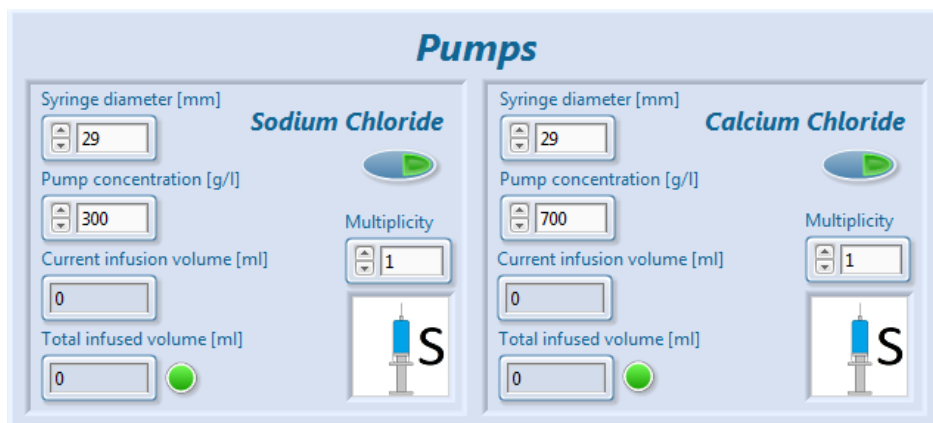 Pumps
Syringe diameter [mm]
Sodium Chloride
29
Pump concentration [g/l]
300
Multiplicity
1
Current infusion volume [ml]
0
Total infused volume [ml]
0
S
Syringe diameter [mm]
Calcium Chloride
29
Pump concentration [g/l]
700
Multiplicity
1
Current infusion volume [ml]
0
Total infused volume [ml]
0
S